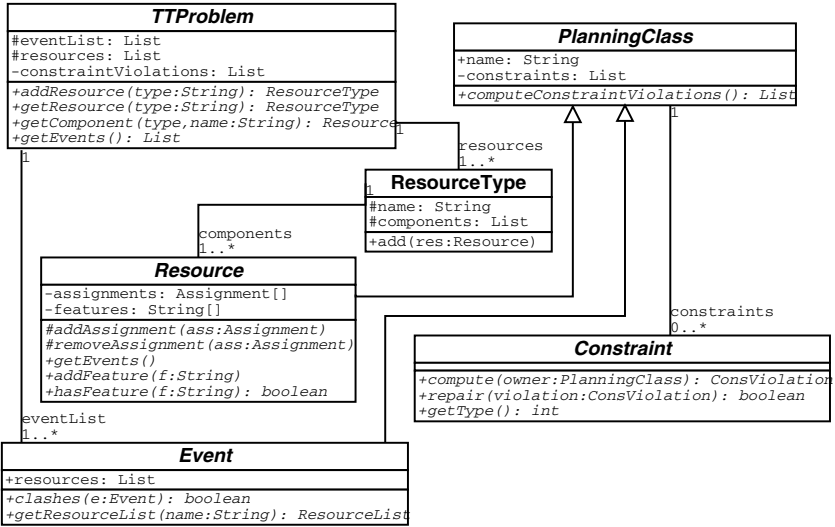 TTProblem
#eventList: List
#resources: List
-constraintViolations: List
+addResource(type:String): ResourceType
+getResource(type:String): ResourceType
+getComponent(type,name:String): Resource
+getEvents(): List
1
1
PlanningClass
+name: String
-constraints: List
+computeConstraintViolations(): List
1
resources
1..*
ResourceType
#name: String
#components: List
+add(res:Resource)
1
components
1..*
Resource
-assignments: Assignment[]
-features: String[]
#addAssignment(ass:Assignment)
#removeAssignment(ass:Assignment)
+getEvents()
+addFeature(f:String)
+hasFeature(f:String): boolean
constraints
0..*
Constraint
+compute(owner:PlanningClass): ConsViolation
+repair(violation:ConsViolation): boolean
+getType(): int
eventList
1..*
Event
+resources: List
+clashes(e:Event): boolean
+getResourceList(name:String): ResourceList